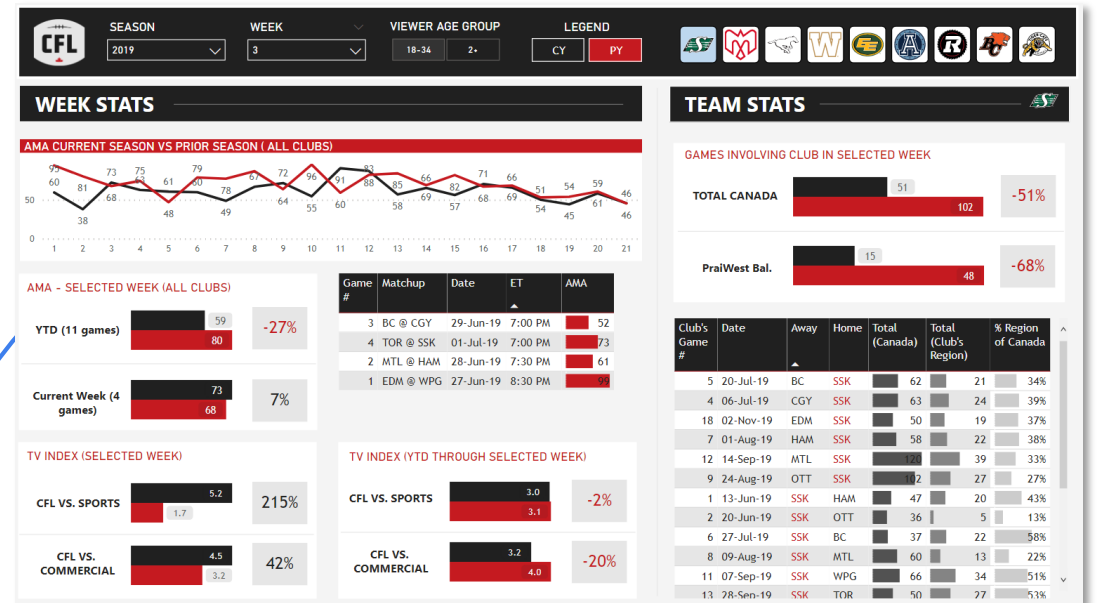 CFL
SEASON
WEEK
VIEWER AGE GROUP
LEGEND
2019
3
18-34
2+
CY
PY
WEEK STATS
AMA CURRENT SEASON VS PRIOR SEASON ( ALL CLUBS)
95 60 81 38 73 68 75 63 61 48 79 60 78 49 67 72 64 96 55 91 60 83 88 85 58 66 69 82 57 71 68 66 69 51 54 54 45 59 61 46 46
50
0
1 2 3 4 5 6 7 8 9 10 11 12 13 14 15 16 17 18 19 20 21
AMA - SELECTED WEEK (ALL CLUBS)
YTD (11 games) 59 80 -27%
Current Week (4 games) 73 68 7%
Game # Matchup Date ET AMA
3 BC @ CGY 29-Jun-19 7:00 PM 52
4 TOR @ SSK 01-Jul-19 7:00 PM 73
2 MTL @ HAM 28-Jun-19 7:30 PM 61
1 EDM @ WPG 27-Jun-19 8:30 PM 99
TV INDEX (SELECTED WEEK)
CFL VS. SPORTS 5.2 1.7 215%
CFL VS. COMMERCIAL 4.5 3.2 42%
TV INDEX (YTD THROUGH SELECTED WEEK)
CFL VS. SPORTS 3.0 3.1 -2%
CFL VS. COMMERCIAL 3.2 4.0 -20%
TEAM STATS
GAMES INVOLVING CLUB IN SELECTED WEEK
TOTAL CANADA 51 102 -51%
PraiWest Bal. 15 48 -68%
Club's Game # Date Away Home Total (Canada) Total (Club's Region) % Region of Canada
5 20-Jul-19 BC SSK 62 21 34%
4 06-Jul-19 CGY SSK 63 24 39%
18 02-Nov-19 EDM SSK 50 19 37%
7 01-Aug-19 HAM SSK 58 22 38%
12 14-Sep-19 MTL SSK 120 39 33%
9 24-Aug-19 OTT SSK 102 27 27%
1 13-Jun-19 SSK HAM 47 20 43%
2 20-Jun-19 SSK OTT 36 5 13%
6 27-Jul-19 SSK BC 37 22 58%
8 09-Aug-19 SSK MTL 60 13 22%
11 07-Sep-19 SSK WPG 66 34 51%
13 28-Sep-19 SSK TOR 50 27 53%